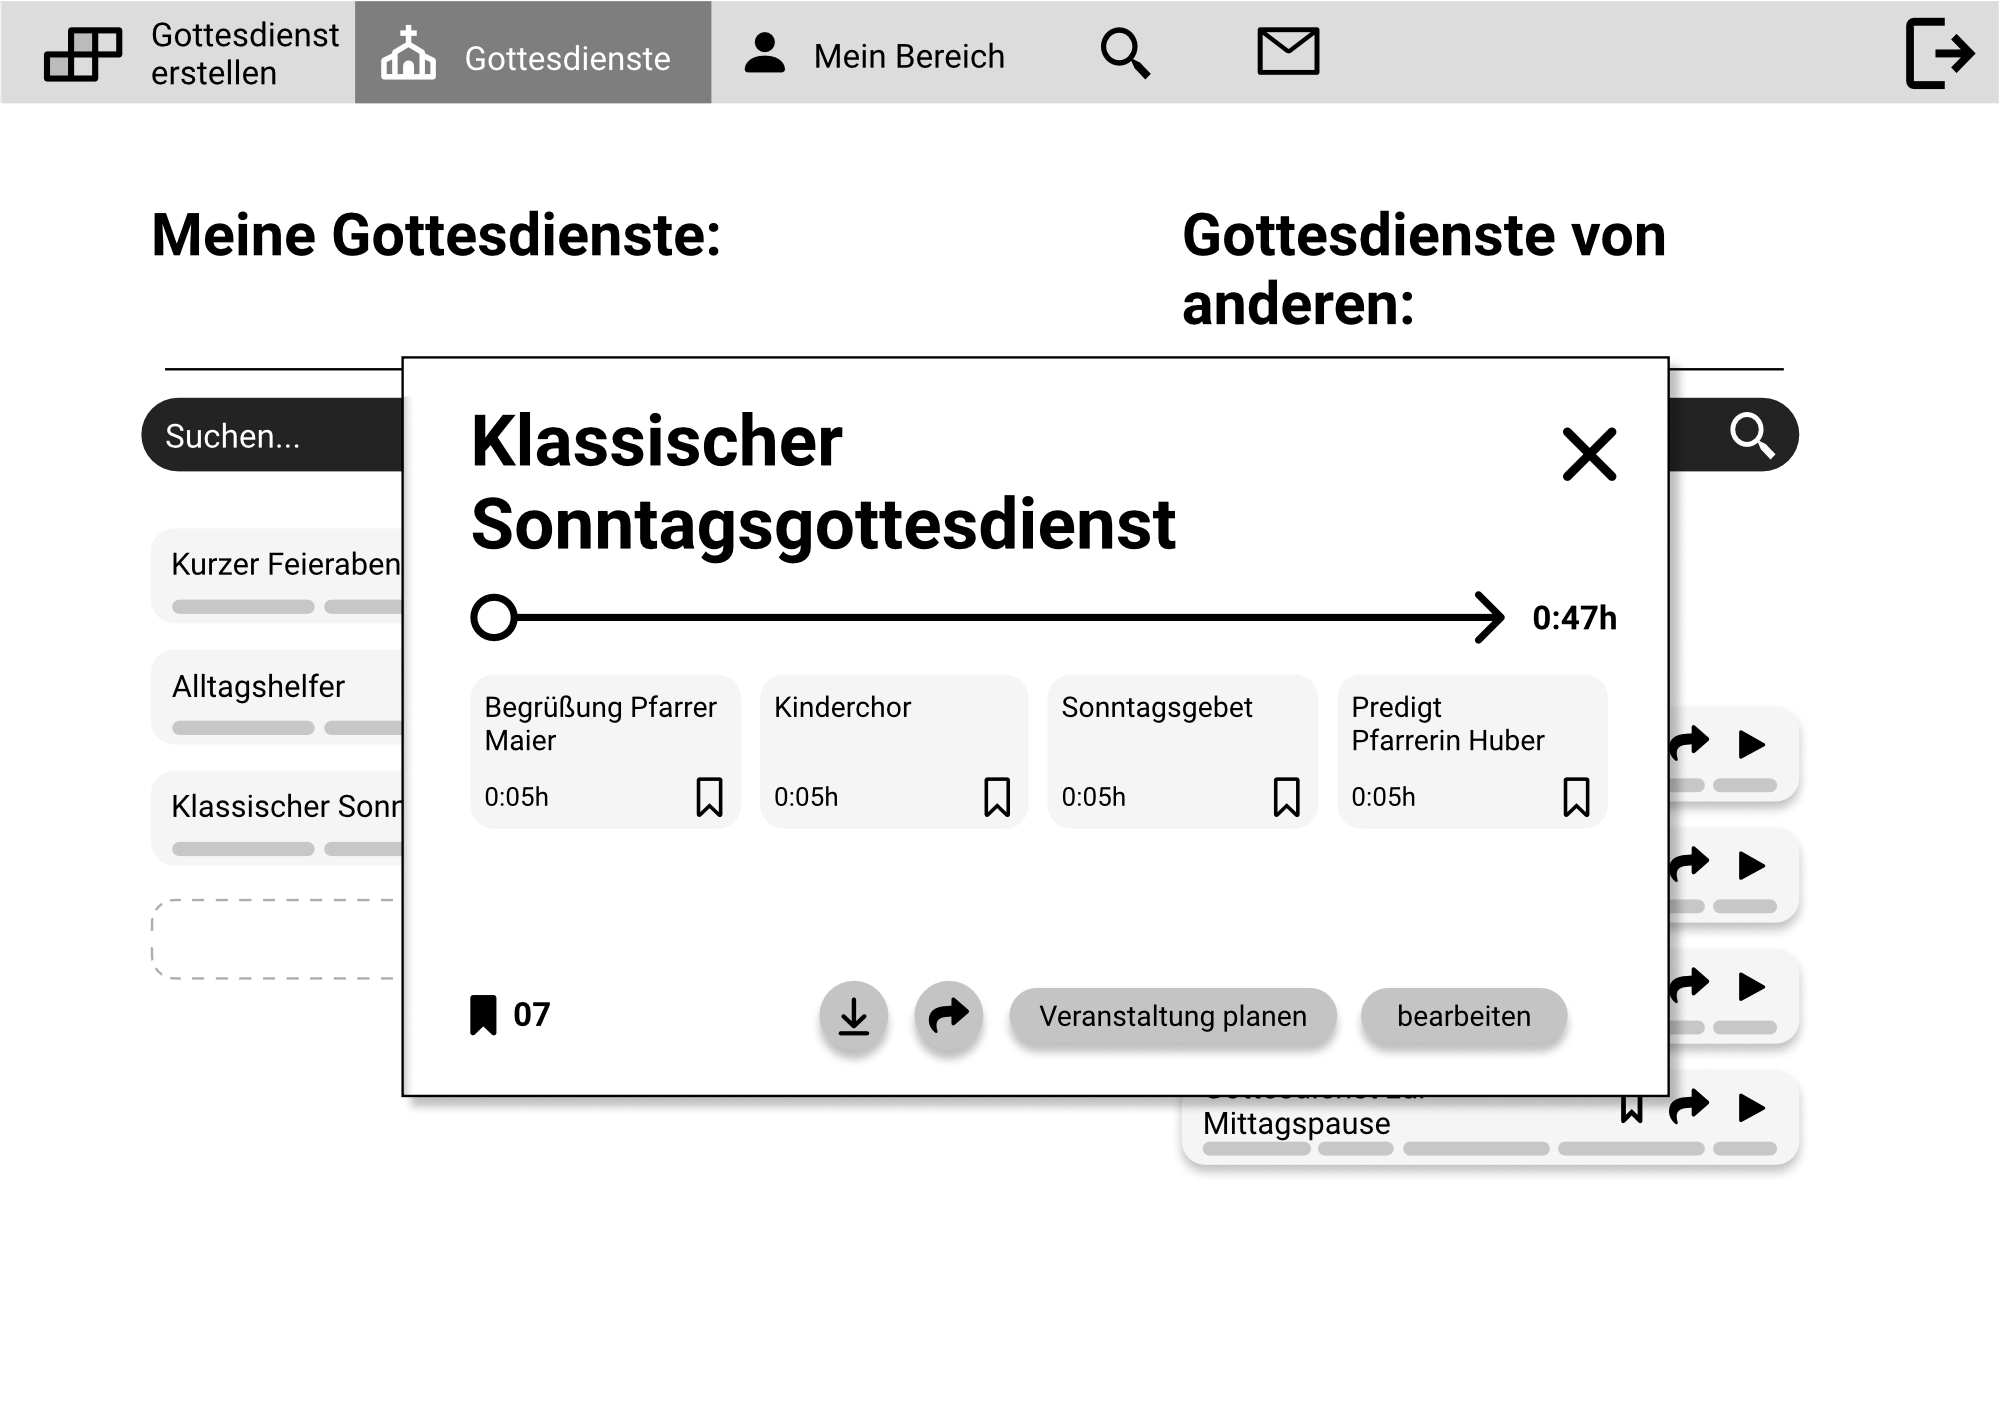 Gottesdienst
erstellen
Gottesdienste
Mein Bereich
Meine Gottesdienste:
Gottesdienste von
anderen:
Suchen...
Klassischer
Sonntagsgottesdienst
0:47h
Kurzer Feieraben
Alltagshelfer
Klassischer Sonn
Begrüßung Pfarrer
Maier
0:05h
Kinderchor
0:05h
Sonntagsgebet
0:05h
Predigt
Pfarrerin Huber
0:05h
07
Veranstaltung planen
bearbeiten
Mittagspause